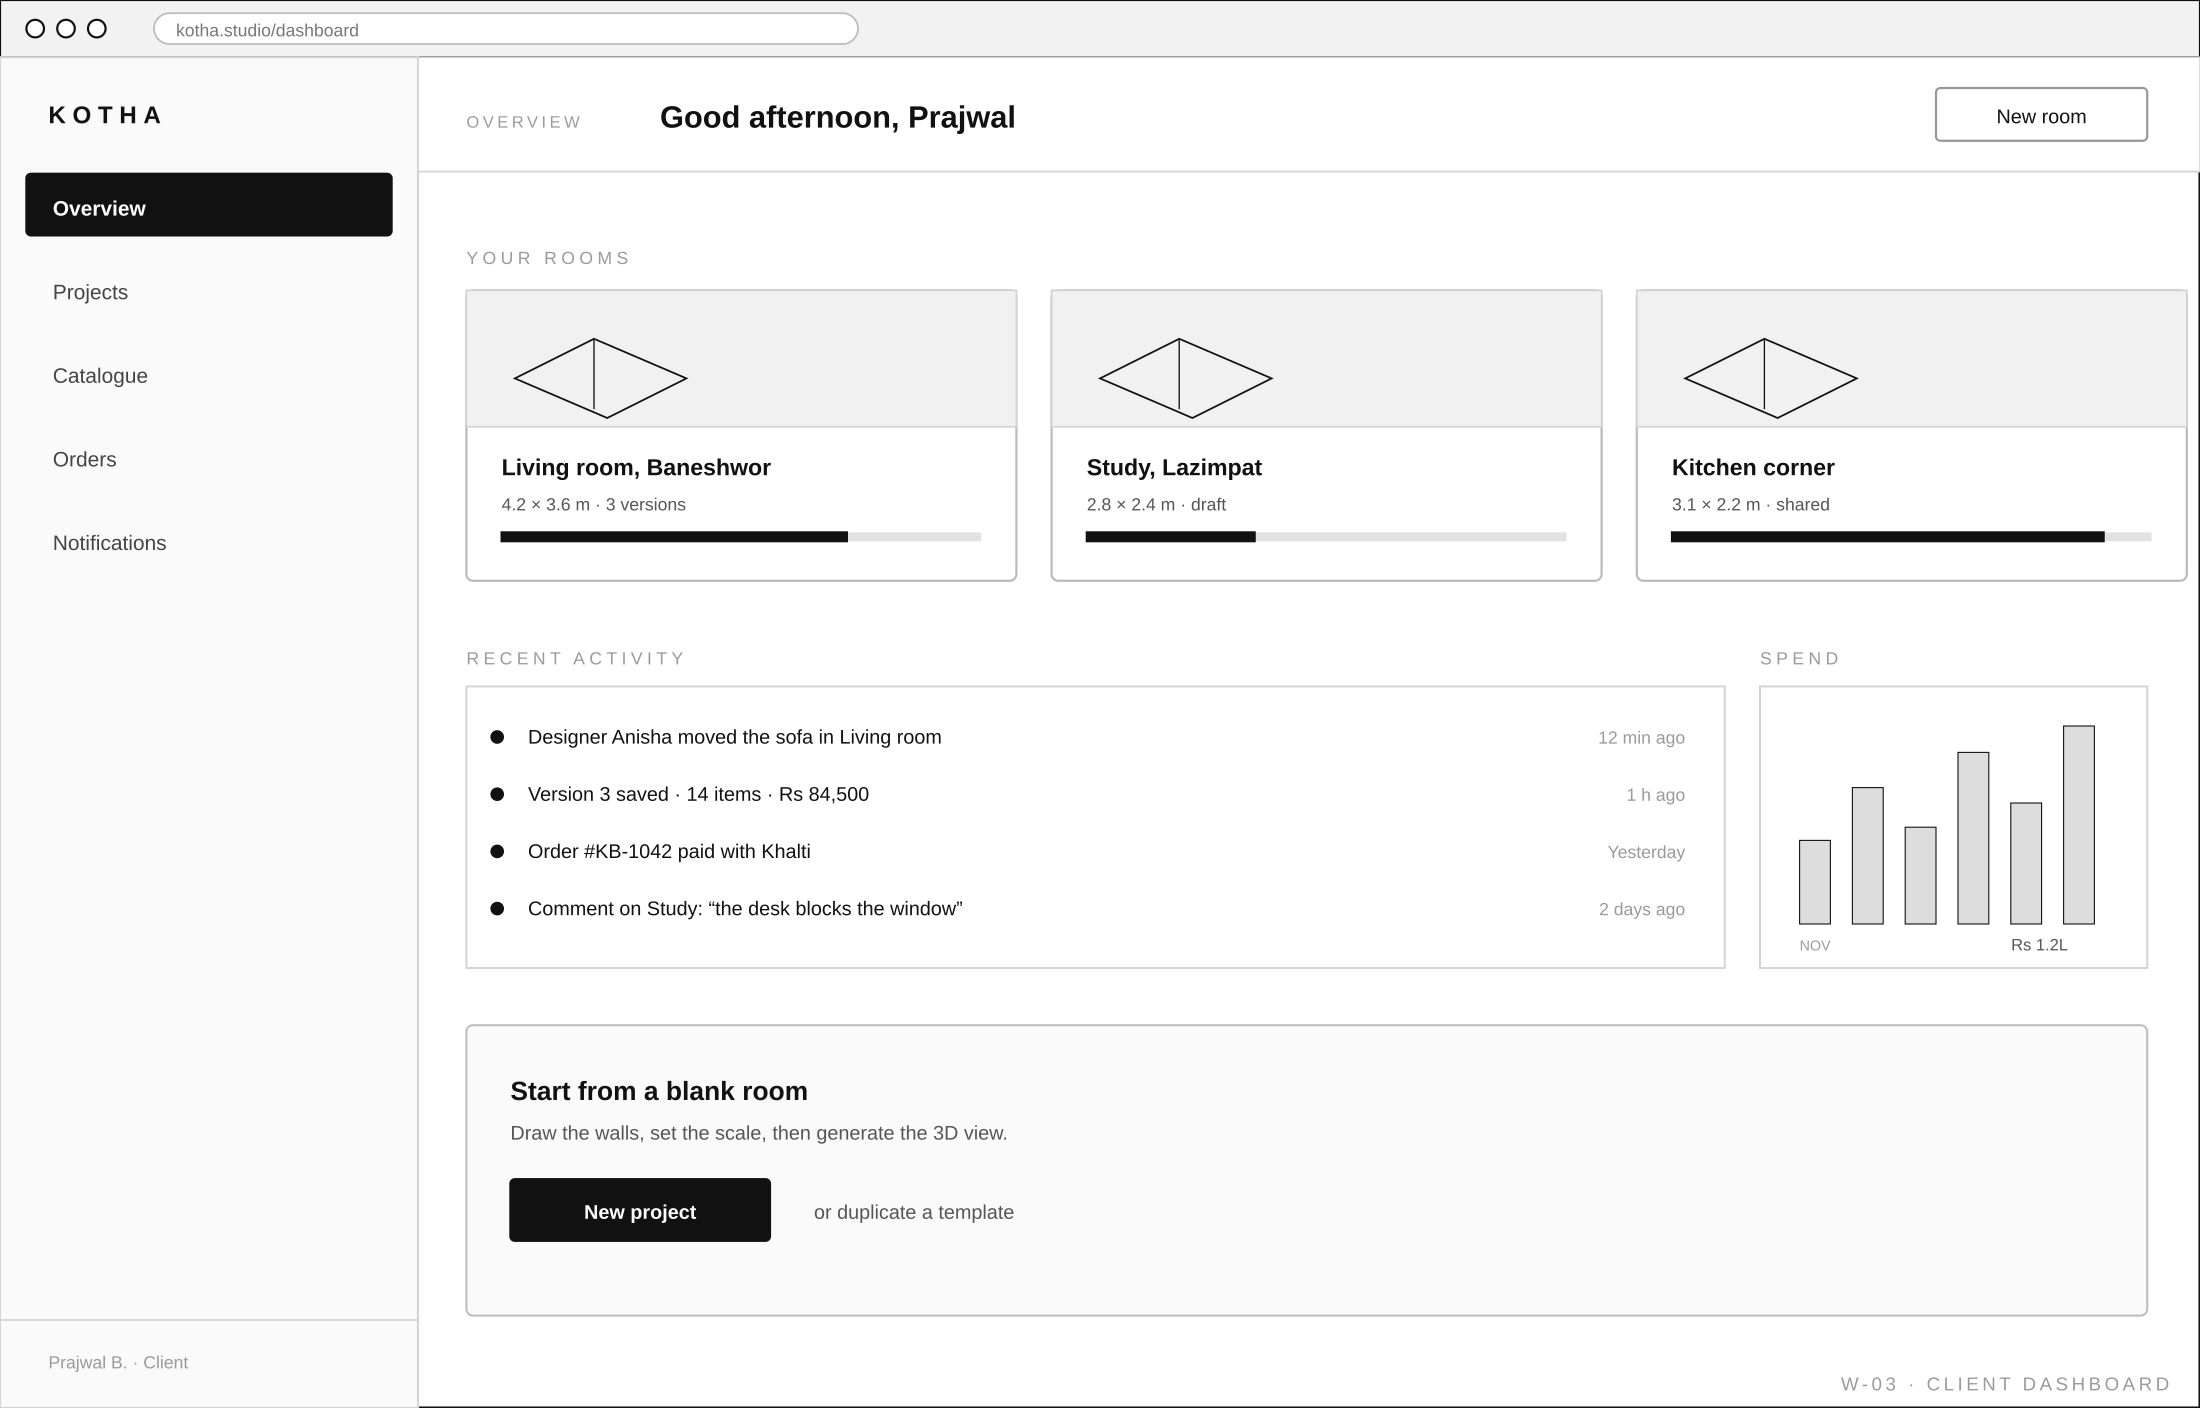 kotha.studio/dashboard
KOTHA
Overview
Projects
Catalogue
Orders
Notifications
Prajwal B. · Client
OVERVIEW
Good afternoon, Prajwal
New room
YOUR ROOMS
Living room, Baneshwor
4.2 × 3.6 m · 3 versions
Study, Lazimpat
2.8 × 2.4 m · draft
Kitchen corner
3.1 × 2.2 m · shared
RECENT ACTIVITY
Designer Anisha moved the sofa in Living room 12 min ago
Version 3 saved · 14 items · Rs 84,500 1 h ago
Order #KB-1042 paid with Khalti Yesterday
Comment on Study: “the desk blocks the window” 2 days ago
SPEND
NOV Rs 1.2L
Start from a blank room
Draw the walls, set the scale, then generate the 3D view.
New project or duplicate a template
W-03 · CLIENT DASHBOARD